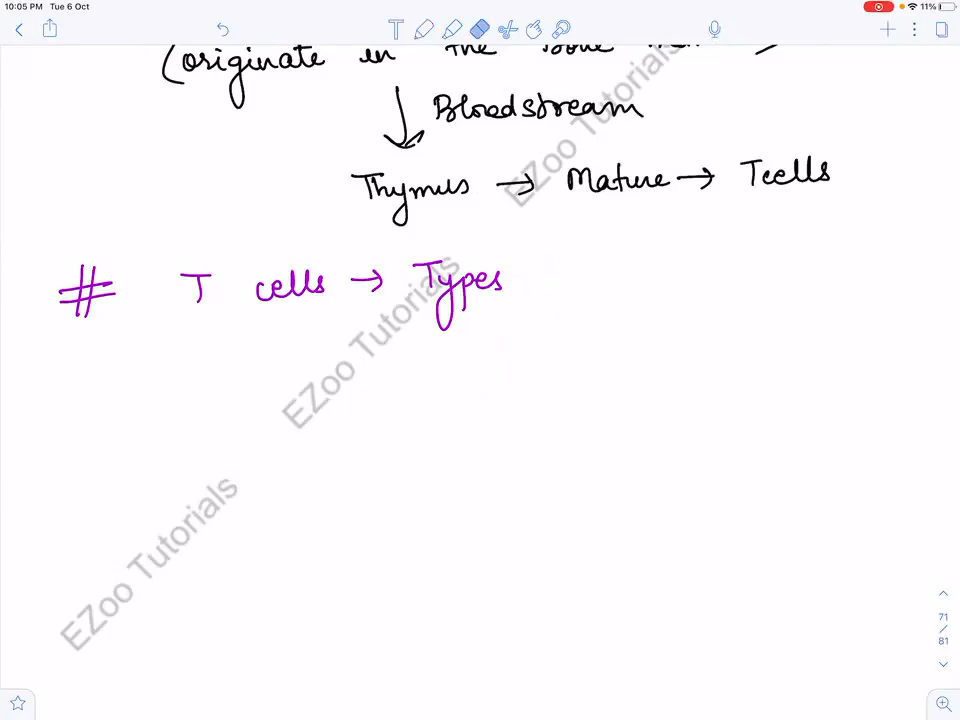 10:05 PM Tue 6 Oct 11%
(originate in the bone
Bloodstream
Thymus → Mature → Tcells
# T cells → Types
EZoo Tutorials
EZoo Tutorials
EZoo Tutorials
71
/
81